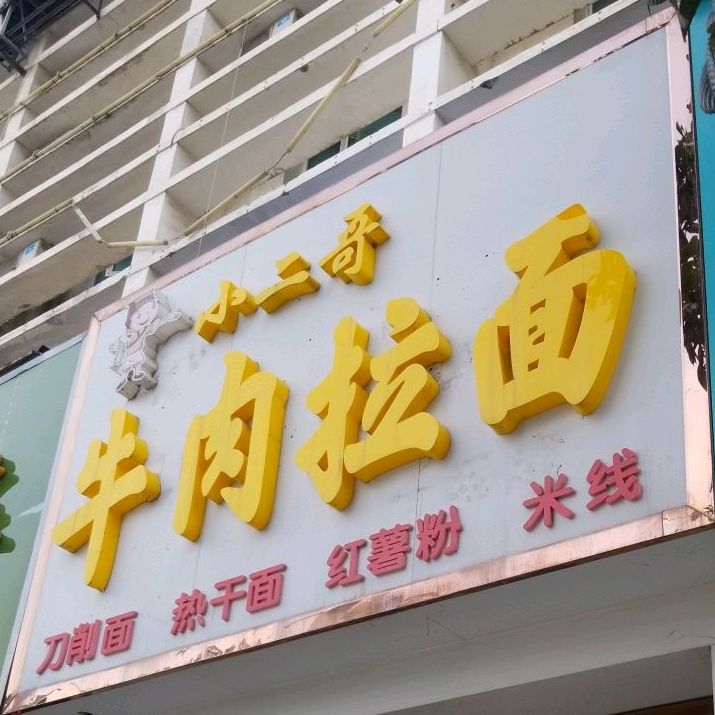 小二哥
牛肉拉面
刀削面 热干面 红薯粉 米线